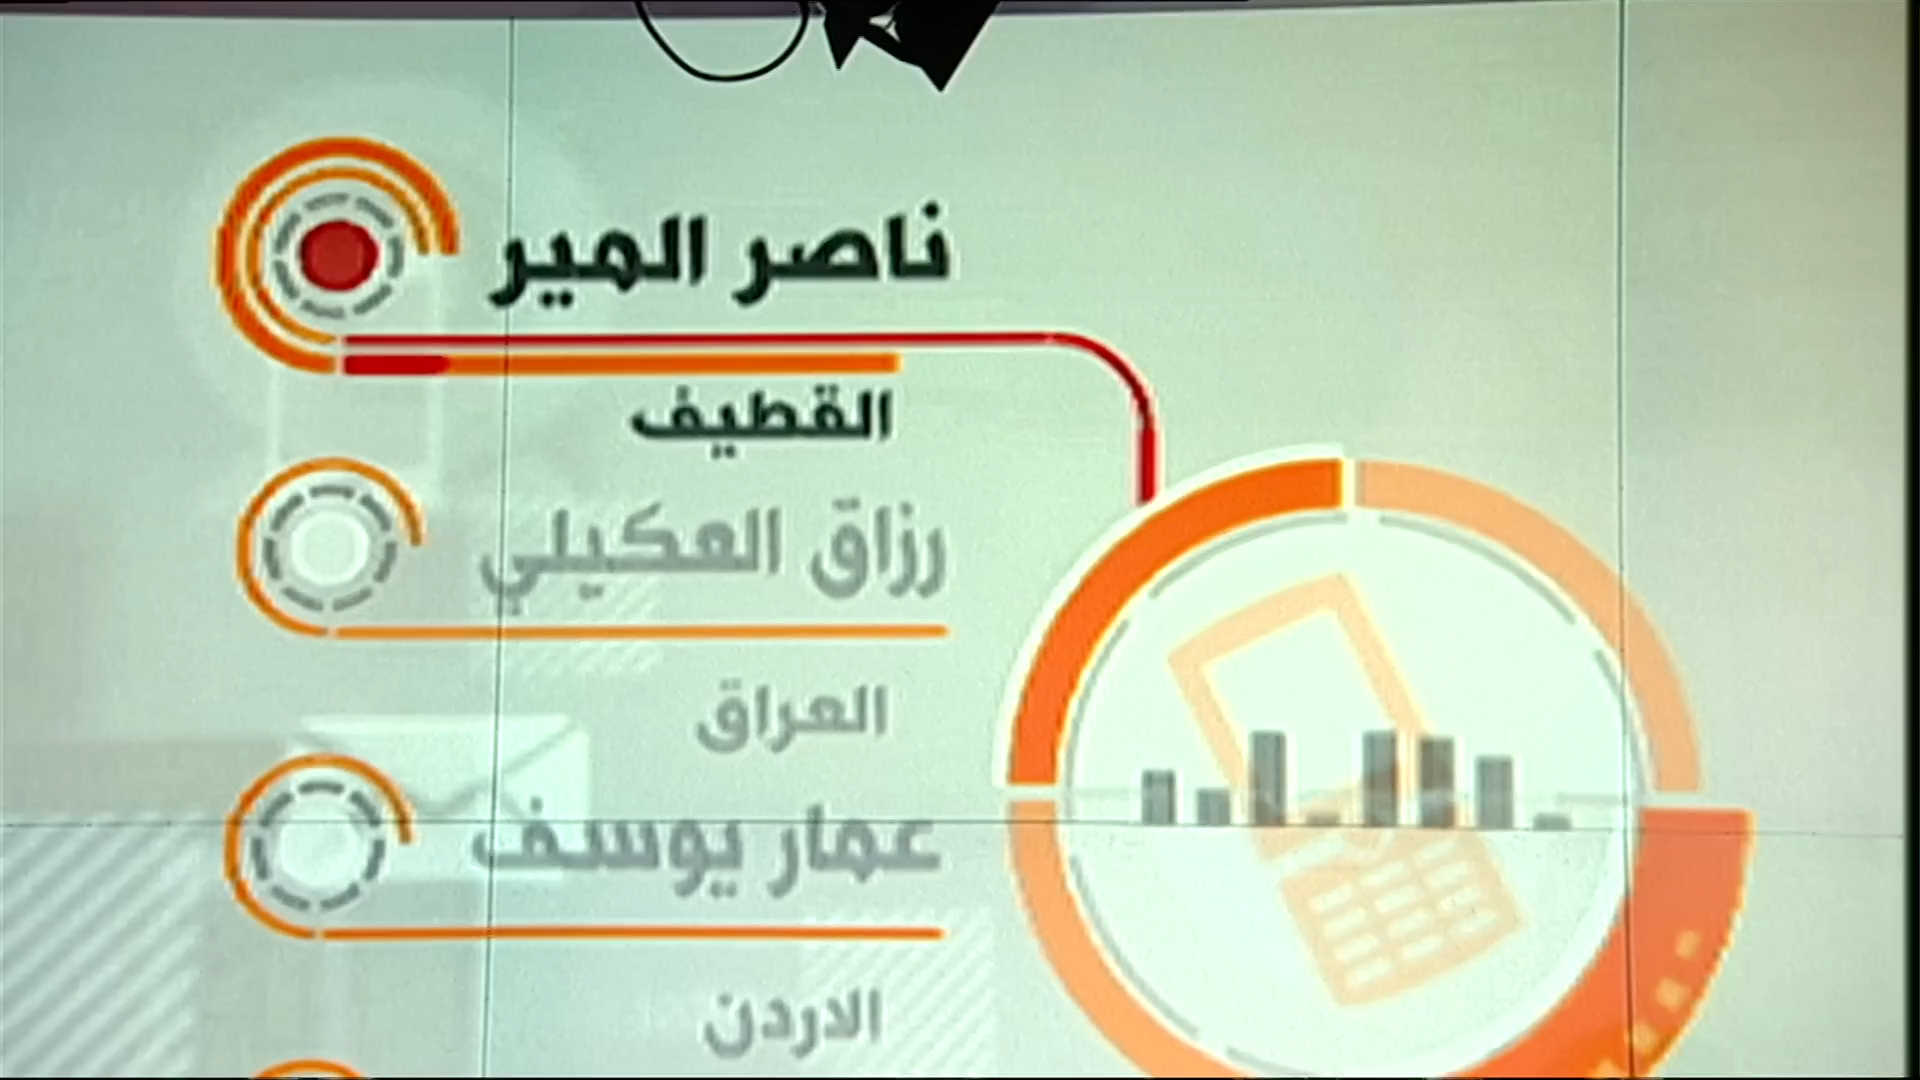 ناصر المير
القطيف
رزاق العكيلي
العراق
عمار يوسف
الاردن